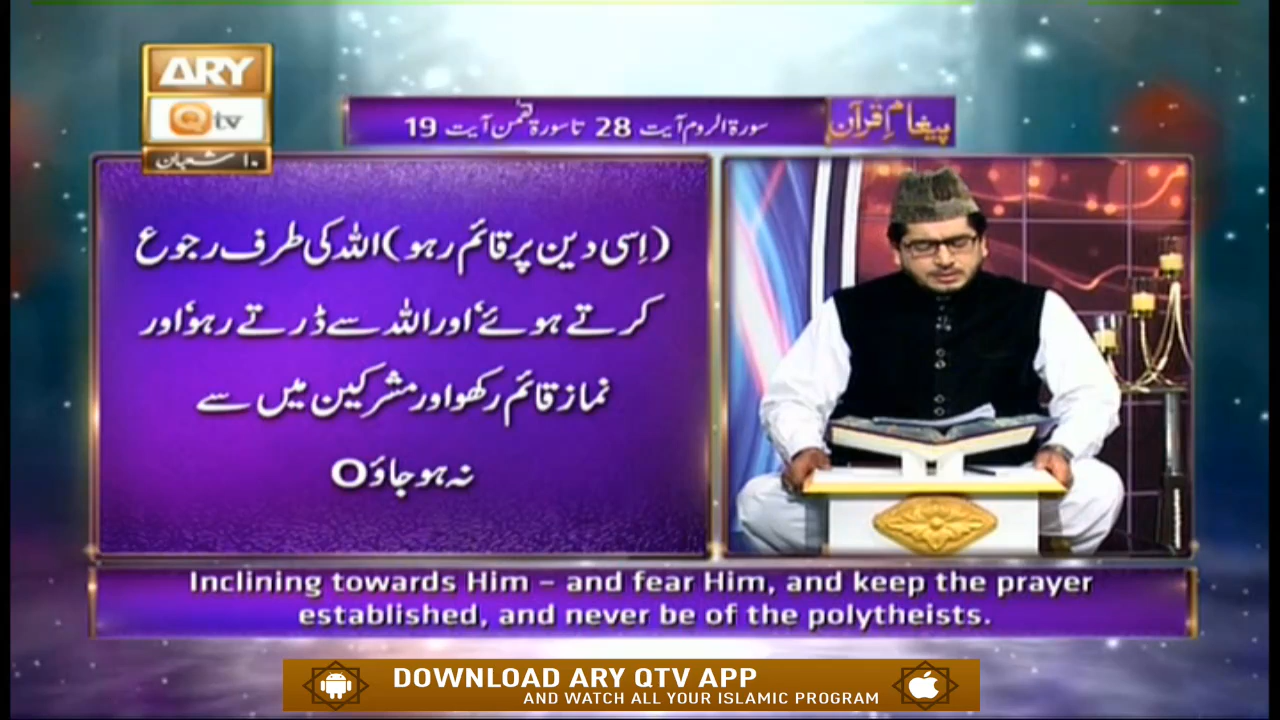 ARY
Qtv
۱۰ شعبان
پیغامِ قرآن
سورۃ الروم آیت 28 تا سورۃ لقمٰن آیت 19
(اِسی دین پر قائم رہو) اللہ کی طرف رجوع
کرتے ہوئے‘ اور اللہ سے ڈرتے رہو‘ اور
نماز قائم رکھو اور مشرکین میں سے
نہ ہو جاؤ O
Inclining towards Him – and fear Him, and keep the prayer
established, and never be of the polytheists.
DOWNLOAD ARY QTV APP
AND WATCH ALL YOUR ISLAMIC PROGRAM